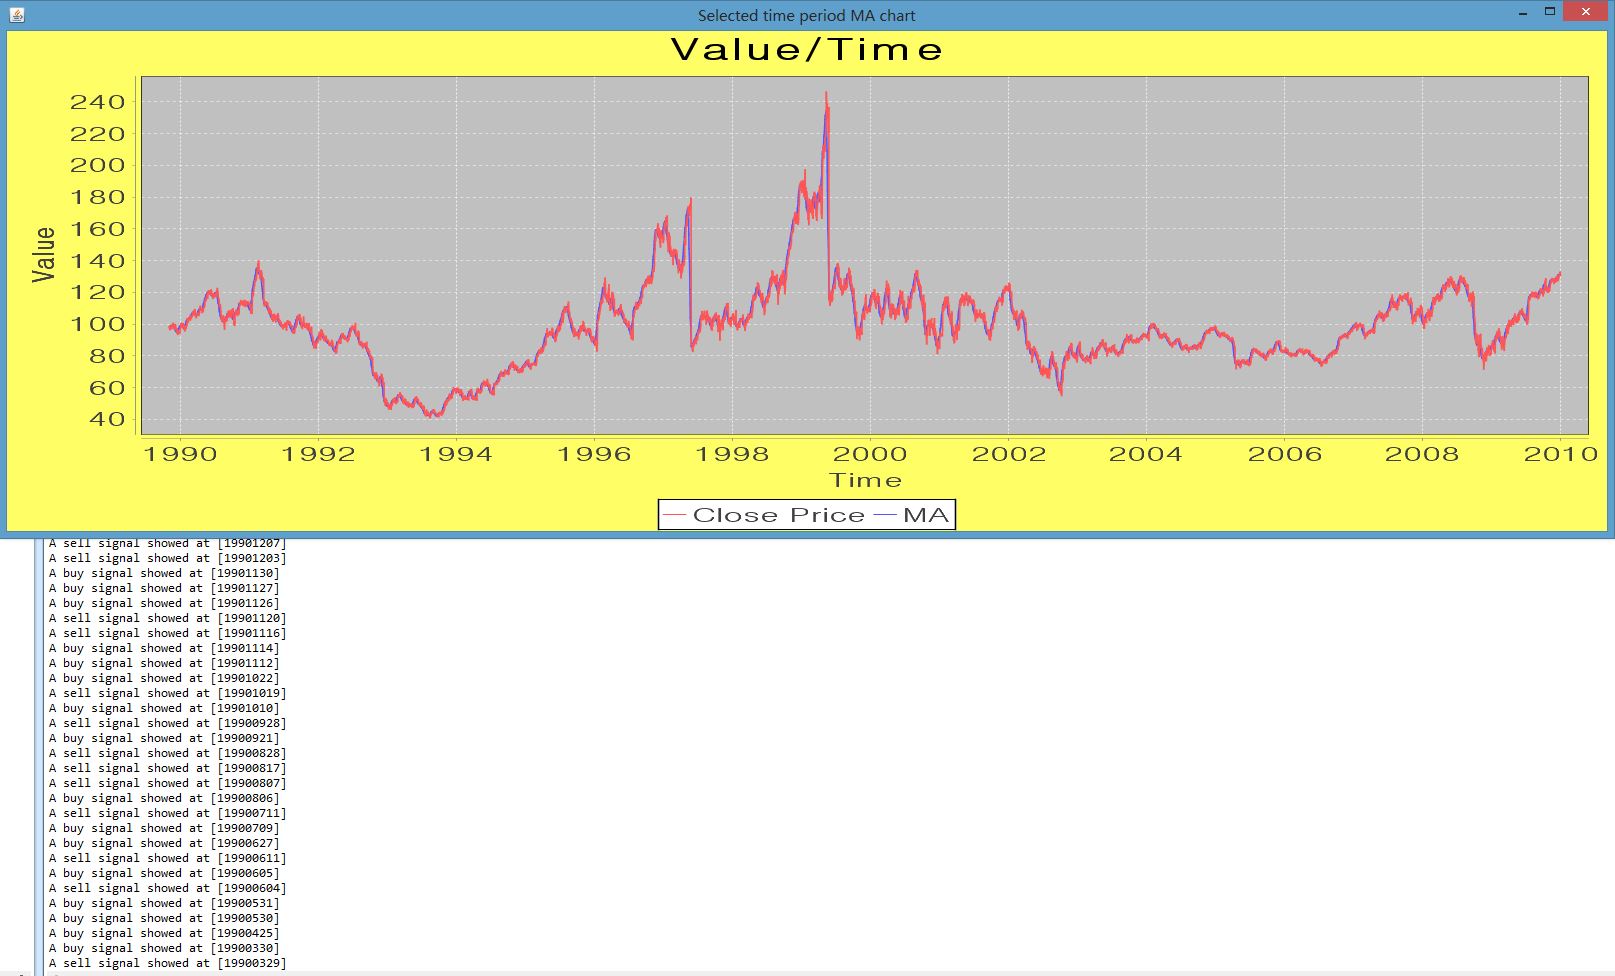 Selected time period MA chart
Value/Time
240
220
200
180
160
140
120
100
80
60
40
Value
1990 1992 1994 1996 1998 2000 2002 2004 2006 2008 2010
Time
Close Price MA
A sell signal showed at [19901207]
A sell signal showed at [19901203]
A buy signal showed at [19901130]
A buy signal showed at [19901127]
A buy signal showed at [19901126]
A sell signal showed at [19901120]
A sell signal showed at [19901116]
A buy signal showed at [19901114]
A buy signal showed at [19901112]
A buy signal showed at [19901022]
A sell signal showed at [19901019]
A buy signal showed at [19901010]
A sell signal showed at [19900928]
A buy signal showed at [19900921]
A sell signal showed at [19900828]
A sell signal showed at [19900817]
A sell signal showed at [19900807]
A buy signal showed at [19900806]
A sell signal showed at [19900711]
A buy signal showed at [19900709]
A buy signal showed at [19900627]
A sell signal showed at [19900611]
A buy signal showed at [19900605]
A sell signal showed at [19900604]
A buy signal showed at [19900531]
A buy signal showed at [19900530]
A buy signal showed at [19900425]
A buy signal showed at [19900330]
A sell signal showed at [19900329]